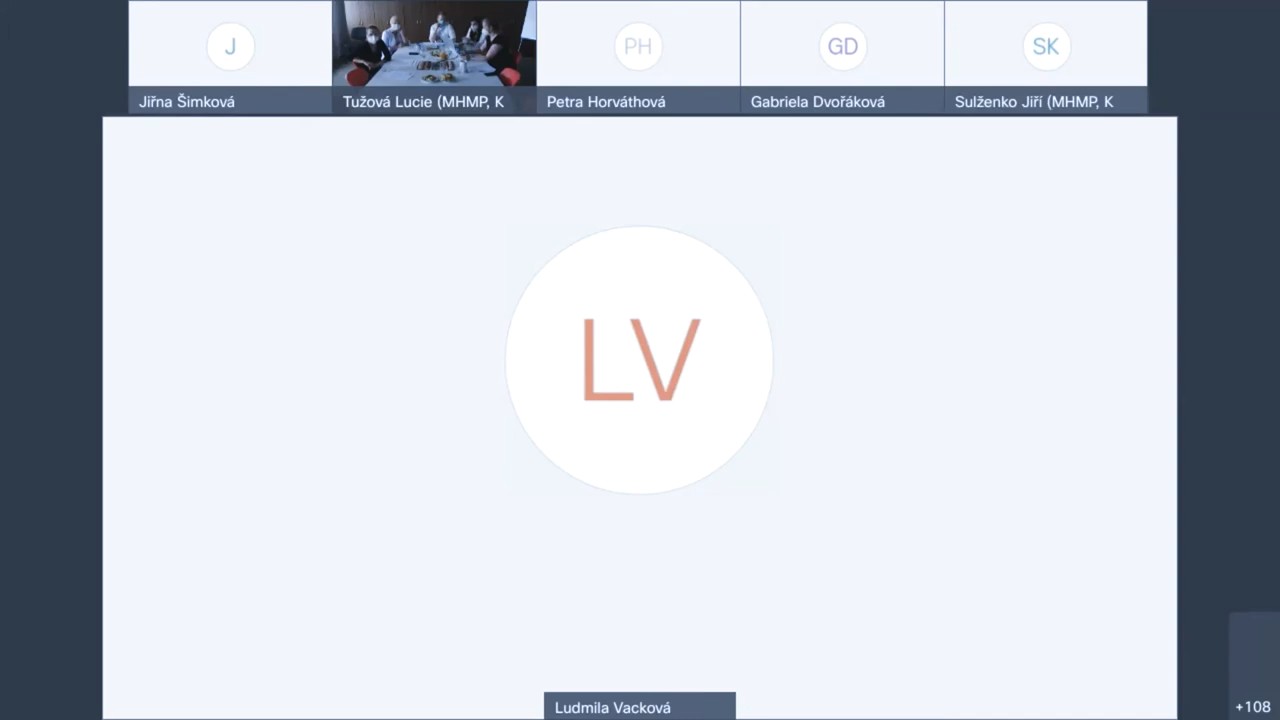 J
PH
GD
SK
Jiřna Šimková
Tužová Lucie (MHMP, K
Petra Horváthová
Gabriela Dvořáková
Sulženko Jiří (MHMP, K
LV
Ludmila Vacková
+108